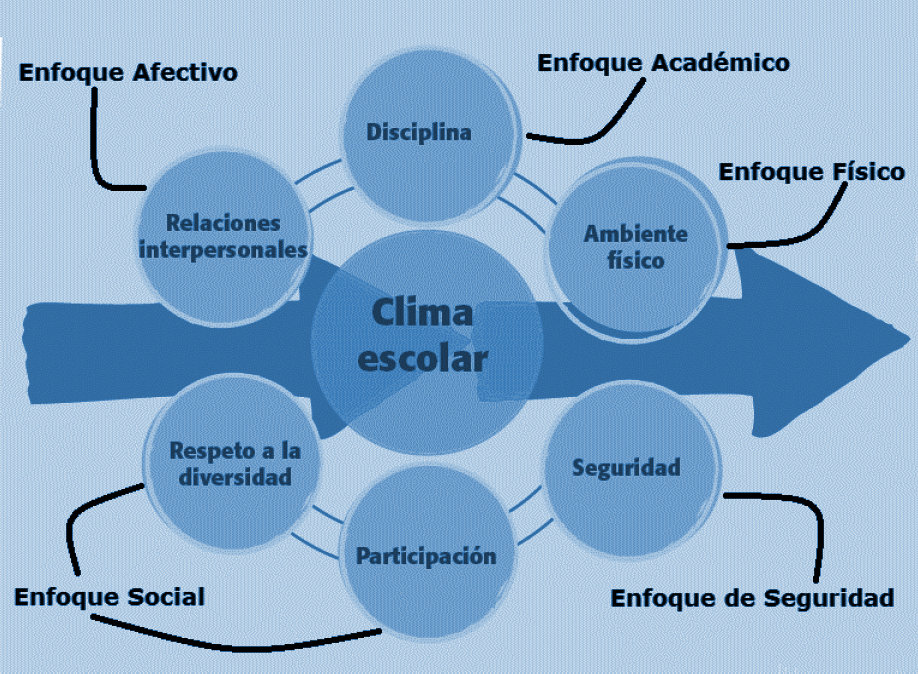 Enfoque Afectivo
Enfoque Académico
Disciplina
Enfoque Físico
Relaciones
interpersonales
Ambiente
físico
Clima
escolar
Respeto a la
diversidad
Seguridad
Participación
Enfoque Social
Enfoque de Seguridad